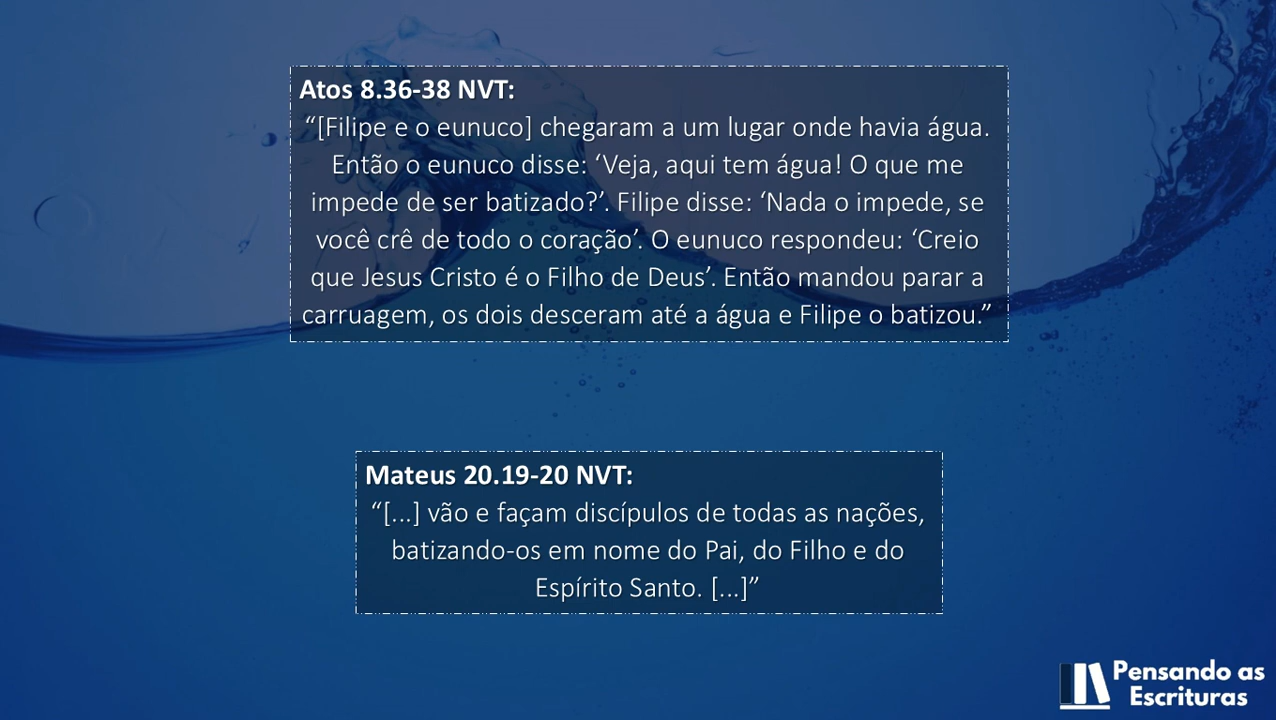 Atos 8.36-38 NVT:
“[Filipe e o eunuco] chegaram a um lugar onde havia água.
Então o eunuco disse: ‘Veja, aqui tem água! O que me
impede de ser batizado?’. Filipe disse: ‘Nada o impede, se
você crê de todo o coração’. O eunuco respondeu: ‘Creio
que Jesus Cristo é o Filho de Deus’. Então mandou parar a
carruagem, os dois desceram até a água e Filipe o batizou.”
Mateus 20.19-20 NVT:
“[...] vão e façam discípulos de todas as nações,
batizando-os em nome do Pai, do Filho e do
Espírito Santo. [...]”
Pensando as
Escrituras